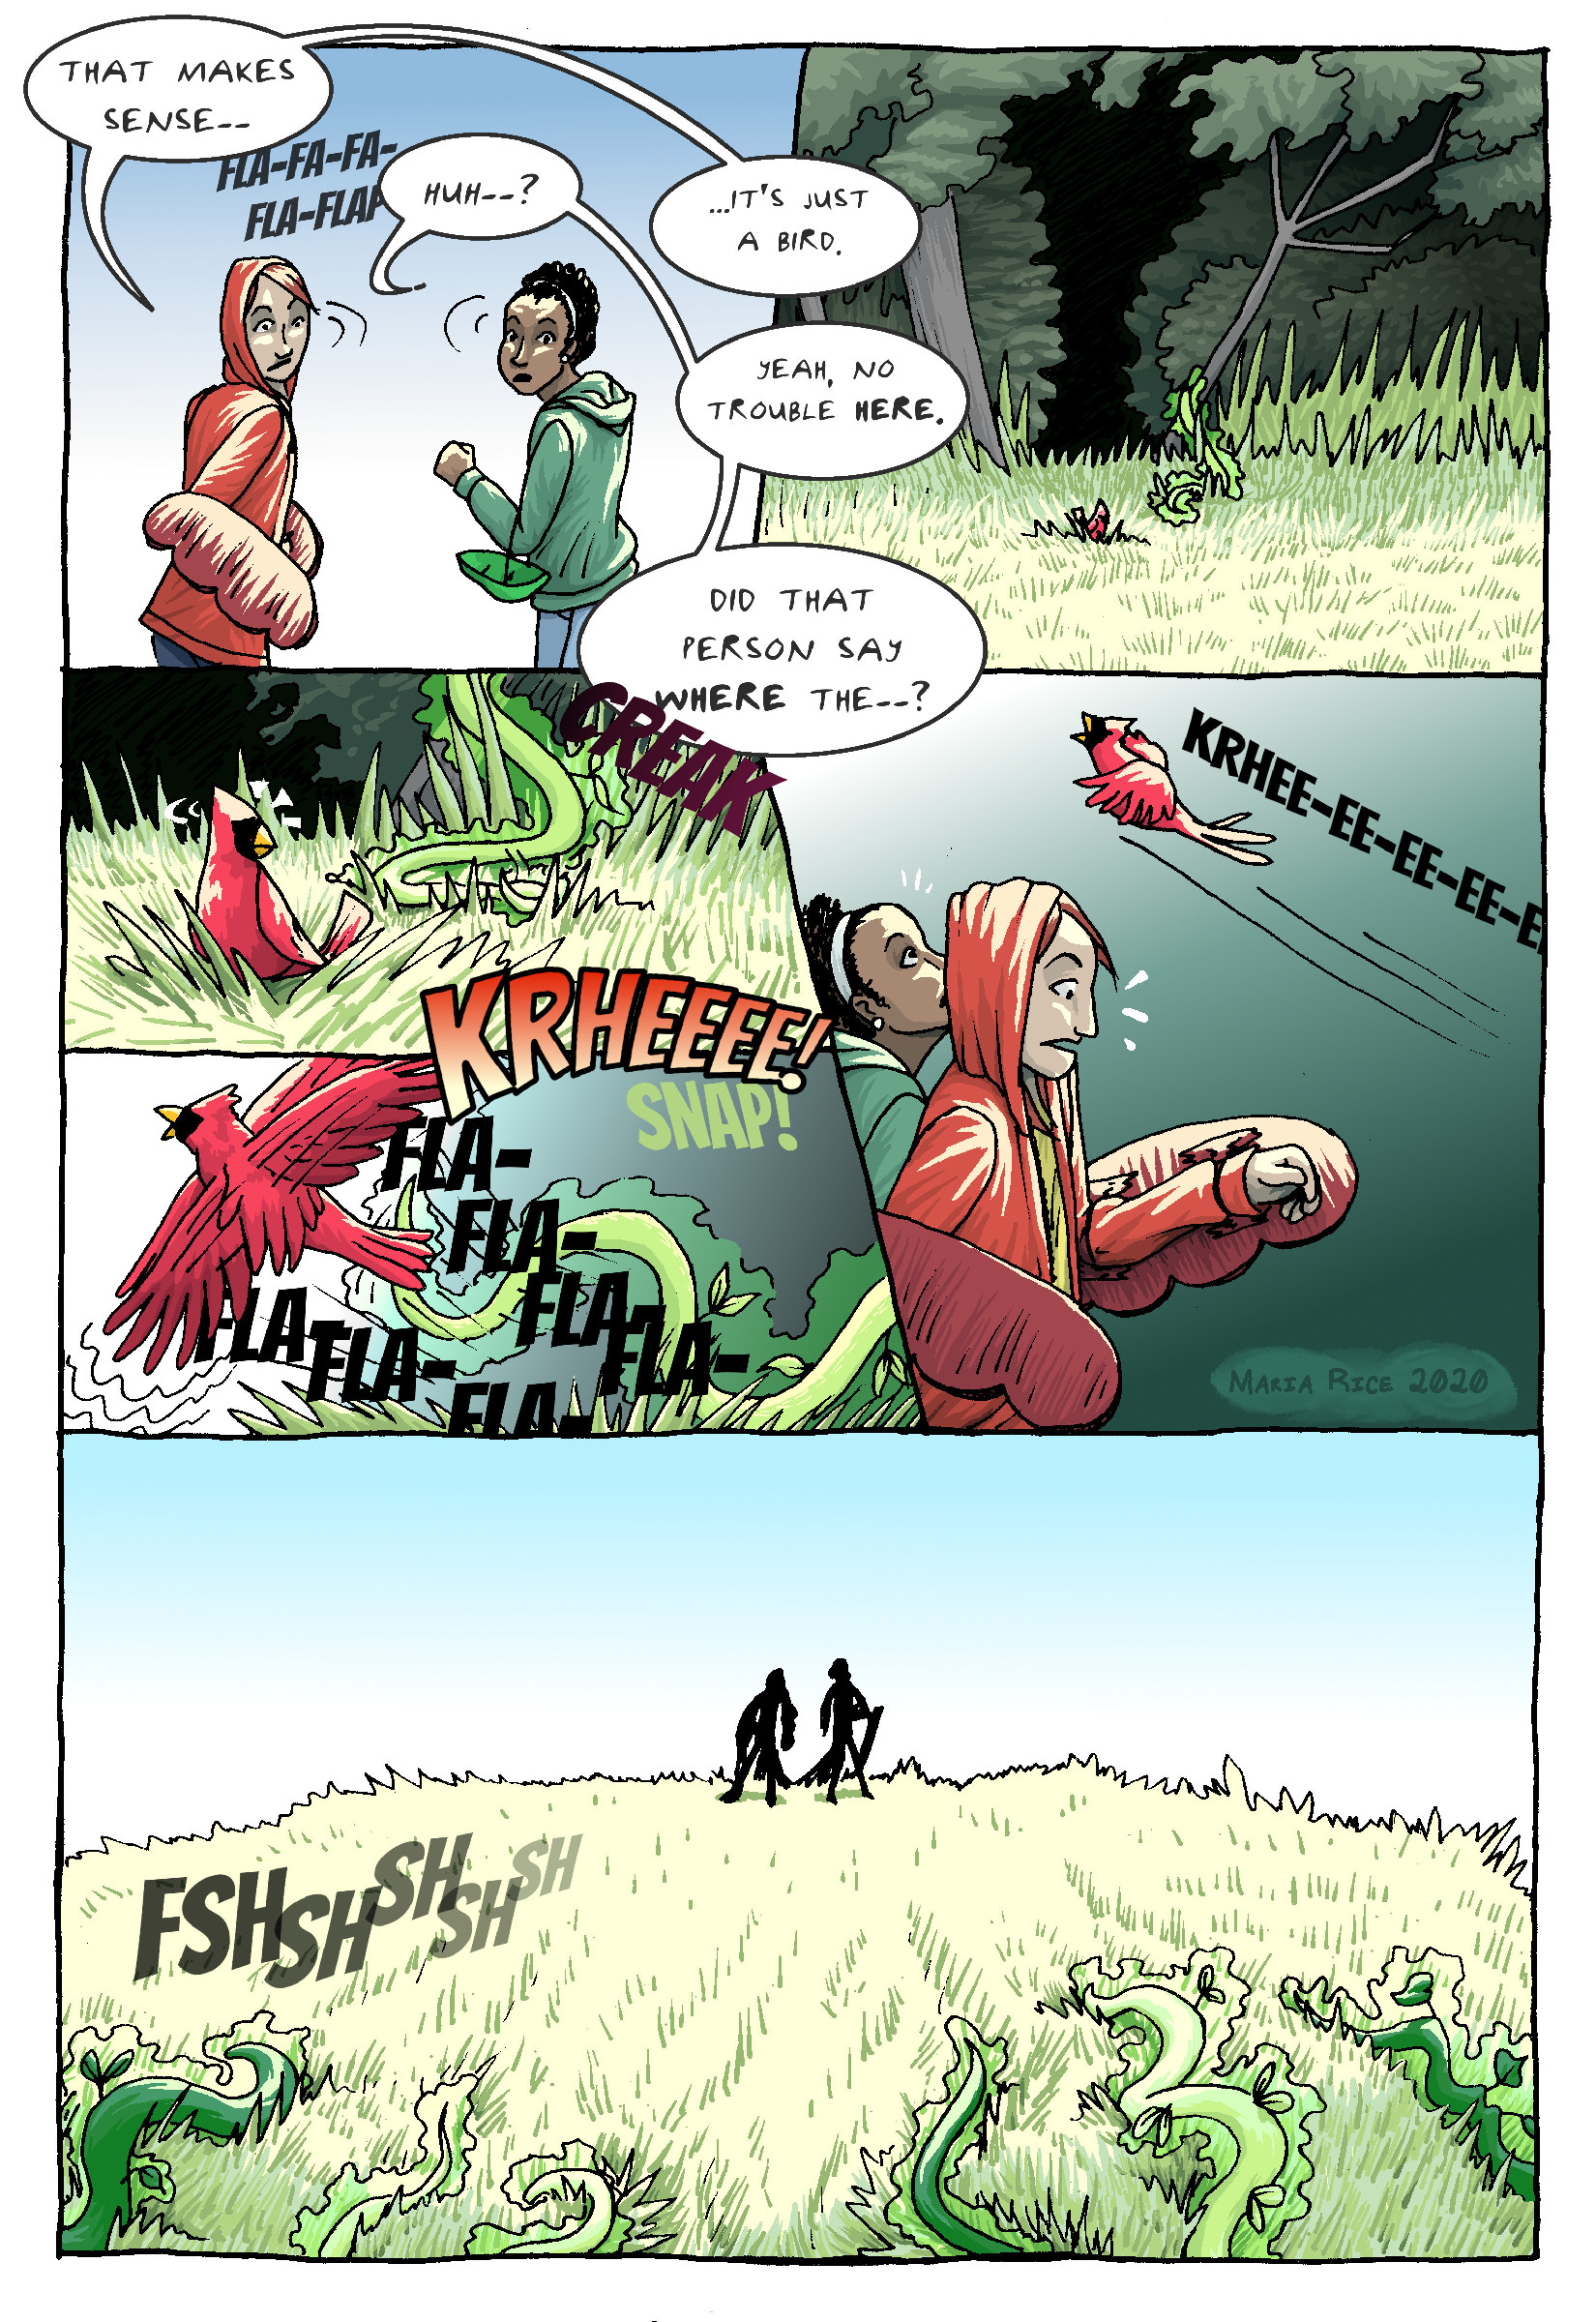 THAT MAKES
SENSE--
FLA-FA-FA-
FLA-FLAP
HUH--?
...IT'S JUST
A BIRD.
YEAH, NO
TROUBLE HERE.
DID THAT
PERSON SAY
WHERE THE--?
CREAK
KRHEEEE!
SNAP!
FLA-
FLA-
FLA-
FLA-
FLA
FLA-
FLA-
KRHEE-EE-EE-EE-E
MARIA RICE 2020
FSHSHSHSHSH